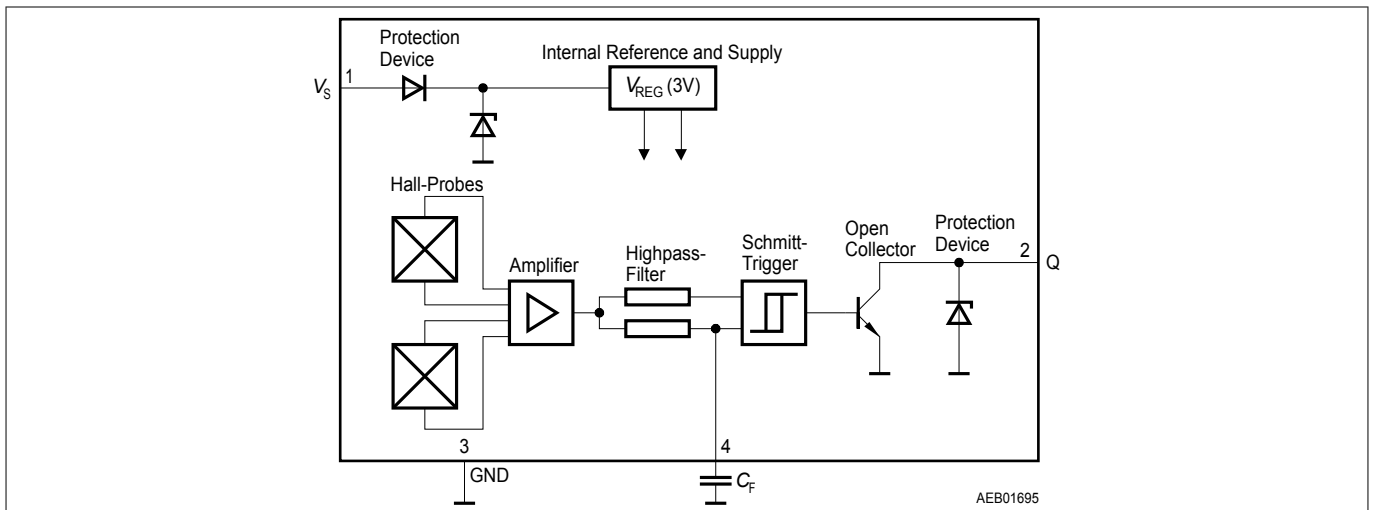 Protection
Device
Internal Reference and Supply
VS
1
VREG (3V)
Hall-Probes
Amplifier
Highpass-
Filter
Schmitt-
Trigger
Open
Collector
Protection
Device
2
Q
3
GND
4
CF
AEB01695